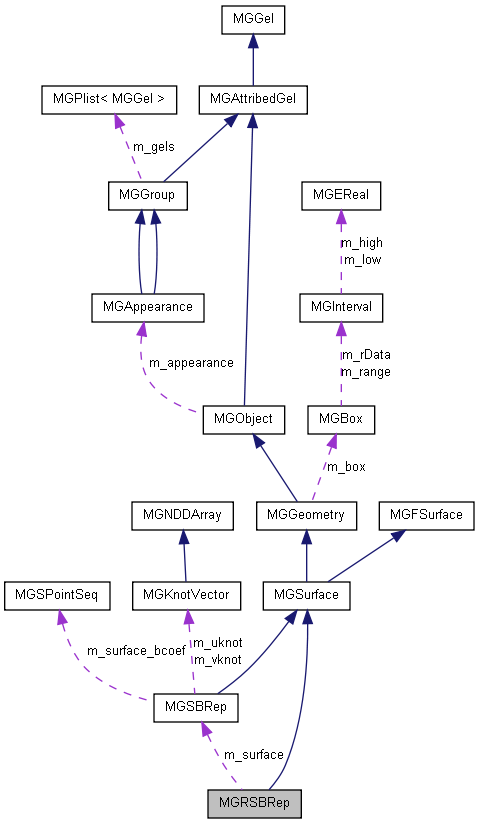 MGGel
MGPlist< MGGel >
MGAttribedGel
m_gels
MGGroup
MGEReal
m_high
m_low
MGAppearance
MGInterval
m_appearance
m_rData
m_range
MGObject
MGBox
m_box
MGNDDArray
MGGeometry
MGFSurface
MGSPointSeq
MGKnotVector
MGSurface
m_surface_bcoef
m_uknot
m_vknot
MGSBRep
m_surface
MGRSBRep